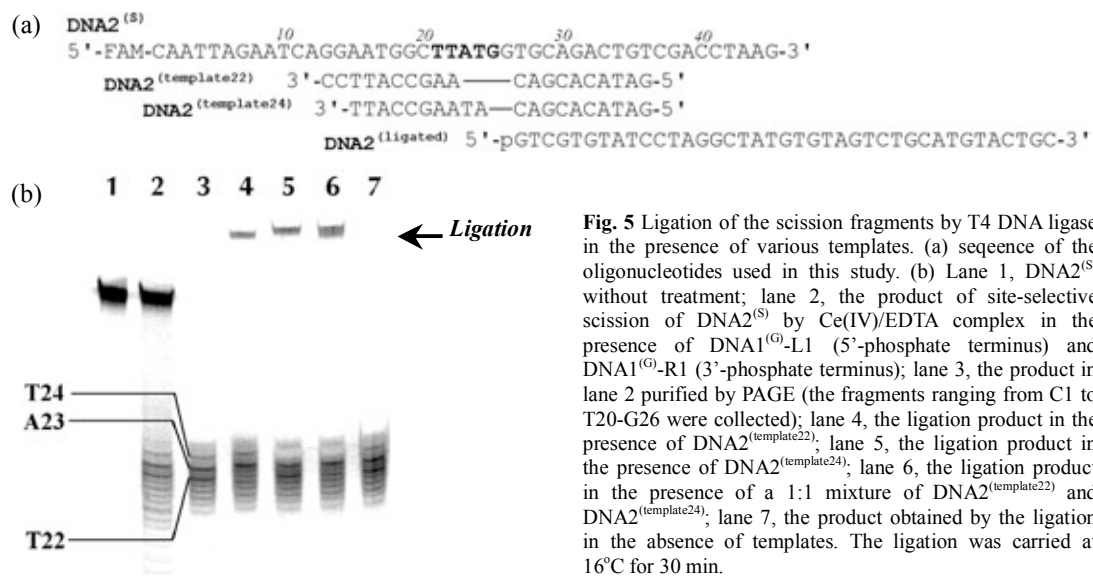 (a)
DNA2(S)
10 20 30 40
5'-FAM-CAATTAGAATCAGGAATGGCTTATGGTGCAGACTGTCGACCTAAG-3'
DNA2(template22) 3'-CCTTACCGAA——CAGCACATAG-5'
DNA2(template24) 3'-TTACCGAATA—CAGCACATAG-5'
DNA2(ligated) 5'-pGTCGTGTATCCTAGGCTATGTGTAGTCTGCATGTACTGC-3'
(b)
1 2 3 4 5 6 7
Ligation
T24
A23
T22
Fig. 5 Ligation of the scission fragments by T4 DNA ligase
in the presence of various templates. (a) seqeence of the
oligonucleotides used in this study. (b) Lane 1, DNA2(S)
without treatment; lane 2, the product of site-selective
scission of DNA2(S) by Ce(IV)/EDTA complex in the
presence of DNA1(G)-L1 (5'-phosphate terminus) and
DNA1(G)-R1 (3'-phosphate terminus); lane 3, the product in
lane 2 purified by PAGE (the fragments ranging from C1 to
T20-G26 were collected); lane 4, the ligation product in the
presence of DNA2(template22); lane 5, the ligation product in
the presence of DNA2(template24); lane 6, the ligation product
in the presence of a 1:1 mixture of DNA2(template22) and
DNA2(template24); lane 7, the product obtained by the ligation
in the absence of templates. The ligation was carried at
16°C for 30 min.